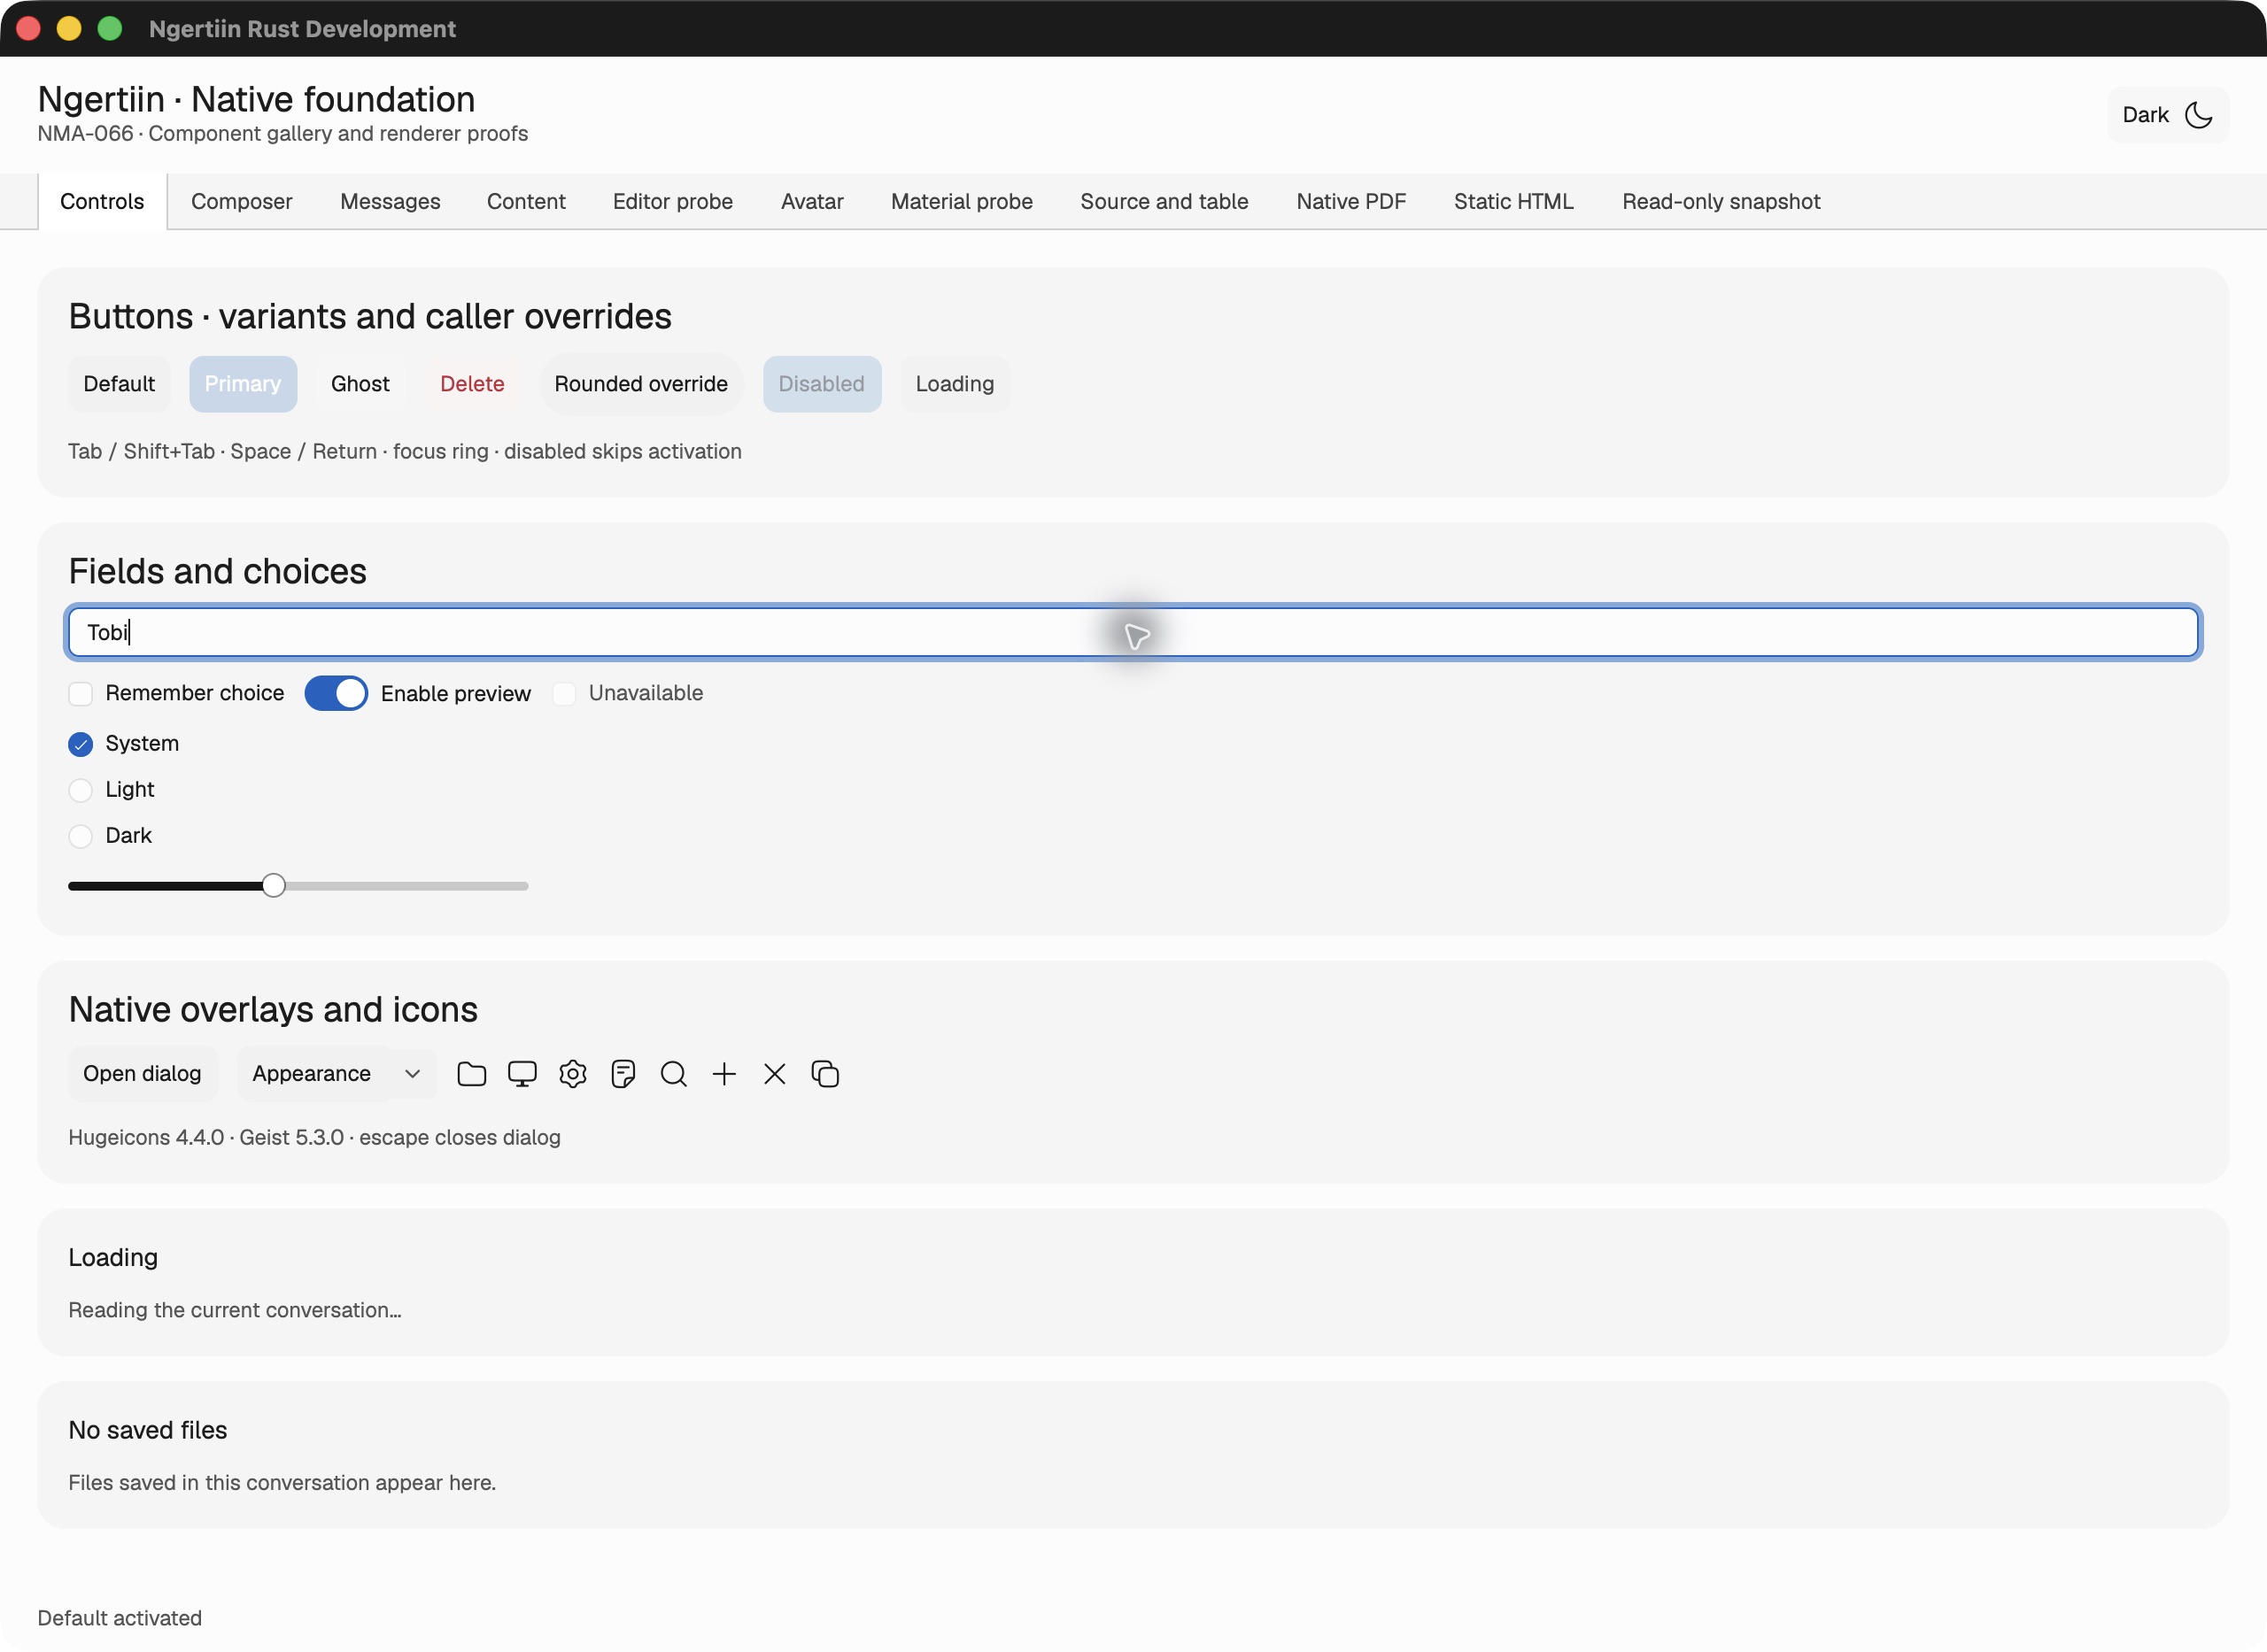 Ngertiin Rust Development
Ngertiin · Native foundation
NMA-066 · Component gallery and renderer proofs
Dark
Controls Composer Messages Content Editor probe Avatar Material probe Source and table Native PDF Static HTML Read-only snapshot
Buttons · variants and caller overrides
Default Primary Ghost Delete Rounded override Disabled Loading
Tab / Shift+Tab · Space / Return · focus ring · disabled skips activation
Fields and choices
Tobi
Remember choice Enable preview Unavailable
System
Light
Dark
Native overlays and icons
Open dialog Appearance
Hugeicons 4.4.0 · Geist 5.3.0 · escape closes dialog
Loading
Reading the current conversation…
No saved files
Files saved in this conversation appear here.
Default activated